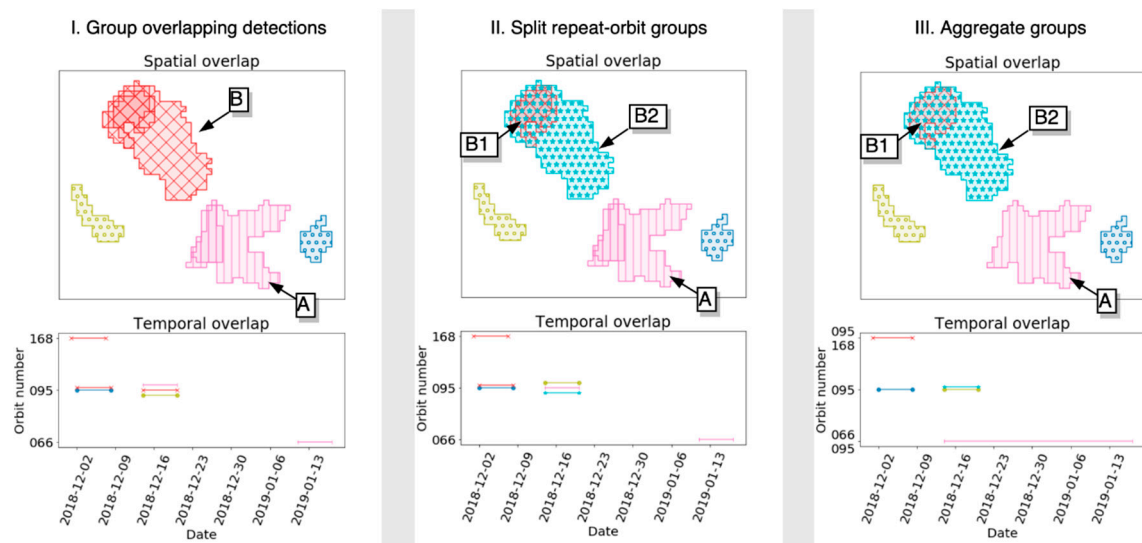 I. Group overlapping detections
Spatial overlap
B
A
Temporal overlap
168
095
066
Orbit number
2018-12-02
2018-12-09
2018-12-16
2018-12-23
2018-12-30
2019-01-06
2019-01-13
Date
II. Split repeat-orbit groups
Spatial overlap
B1
B2
A
Temporal overlap
168
095
066
Orbit number
2018-12-02
2018-12-09
2018-12-16
2018-12-23
2018-12-30
2019-01-06
2019-01-13
Date
III. Aggregate groups
Spatial overlap
B1
B2
A
Temporal overlap
095
168
095
066
095
Orbit number
2018-12-02
2018-12-09
2018-12-16
2018-12-23
2018-12-30
2019-01-06
2019-01-13
Date